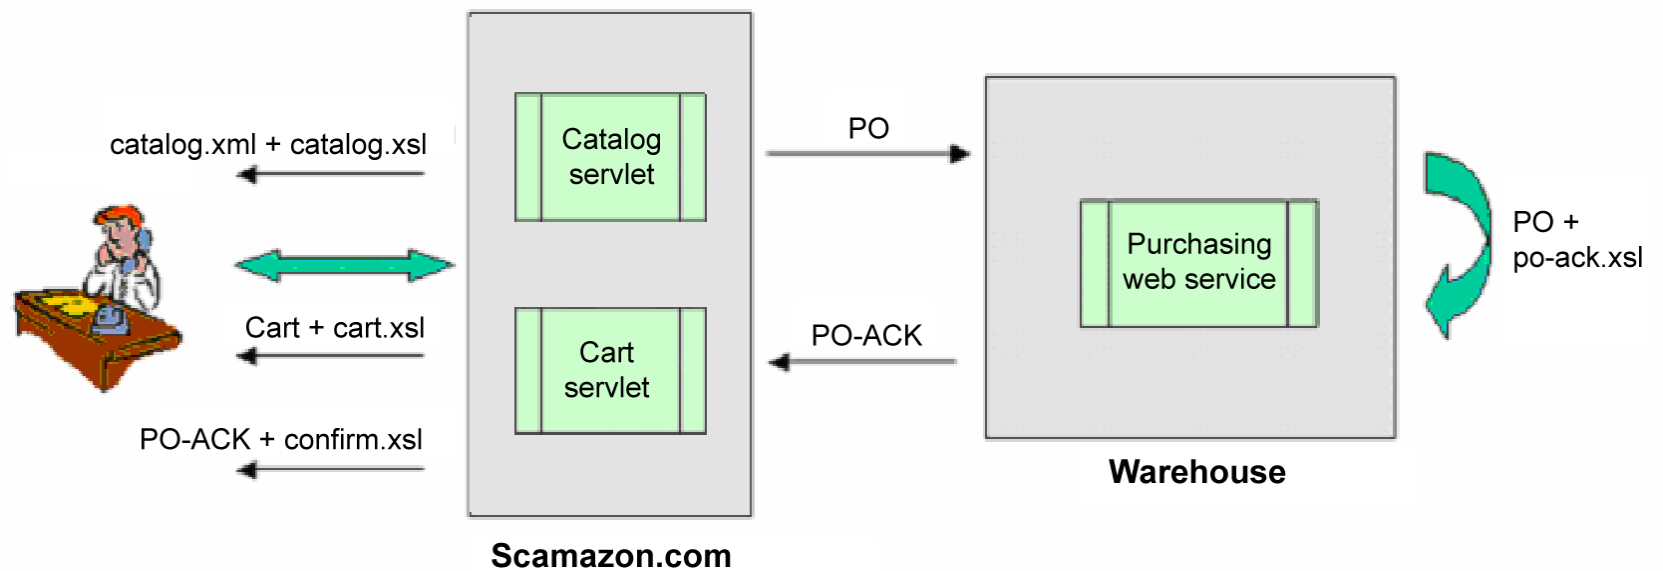 catalog.xml + catalog.xsl
Cart + cart.xsl
PO-ACK + confirm.xsl
Catalog
servlet
Cart
servlet
Scamazon.com
PO
PO-ACK
Purchasing
web service
Warehouse
PO +
po-ack.xsl